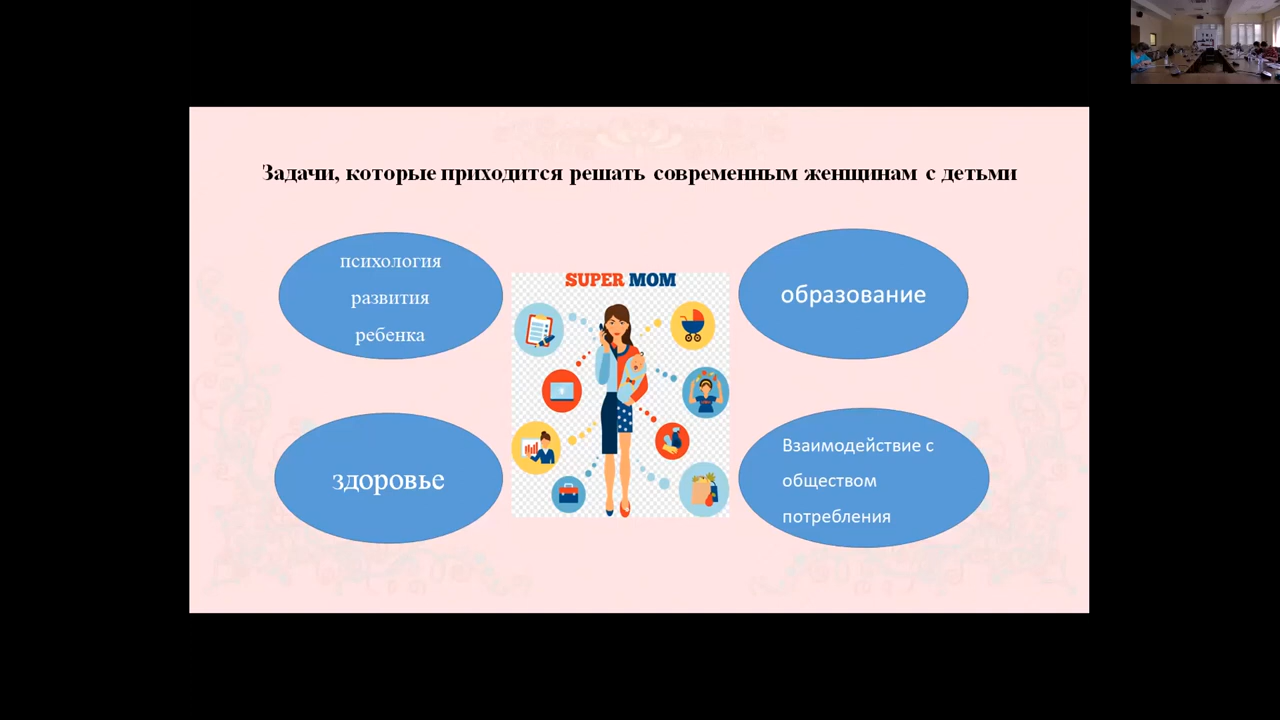 Задачи, которые приходится решать современным женщинам с детьми
психология
развития
ребенка
SUPER MOM
образование
здоровье
Взаимодействие с
обществом
потребления